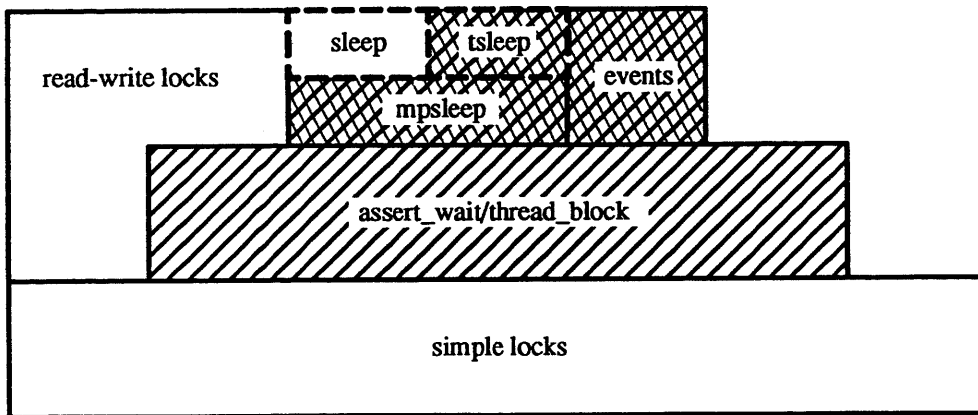 sleep
tsleep
read-write locks
events
mpsleep
assert_wait/thread_block
simple locks